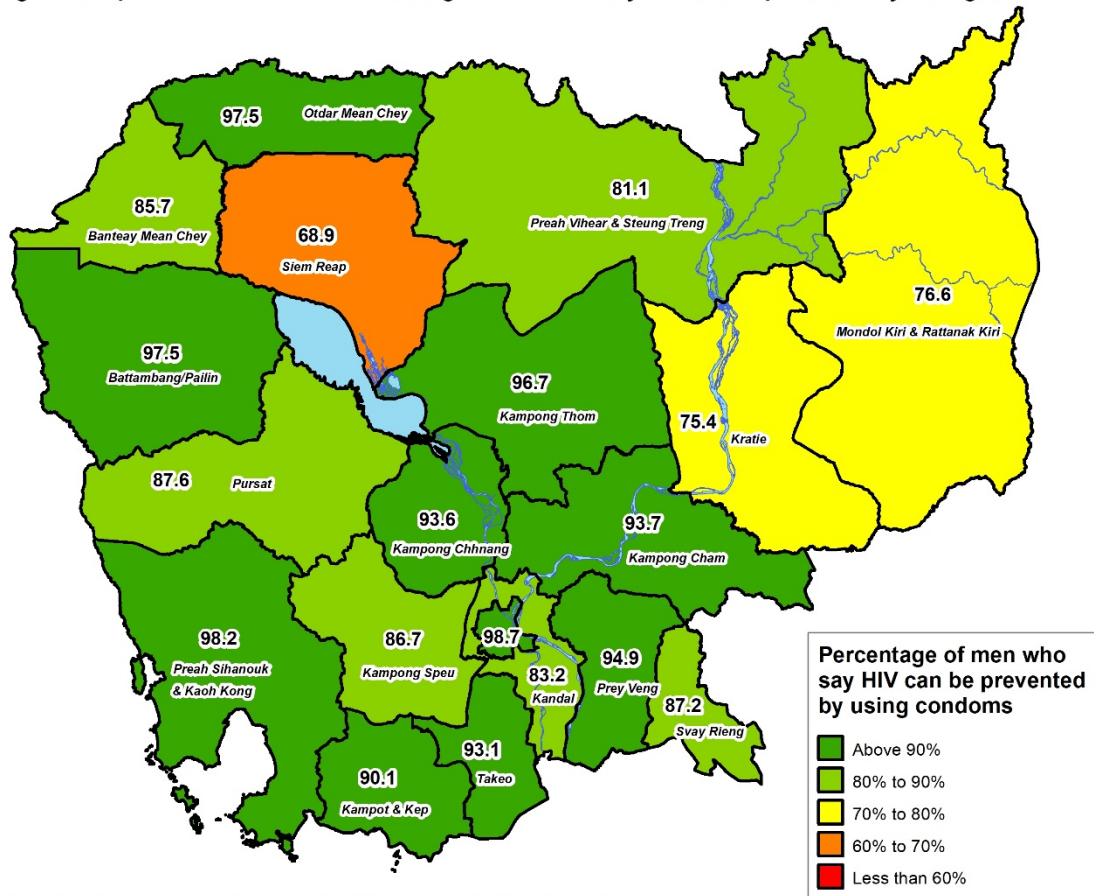 97.5
Otdar Mean Chey
85.7
Banteay Mean Chey
68.9
Siem Reap
81.1
Preah Vihear & Steung Treng
76.6
Mondol Kiri & Rattanak Kiri
97.5
Battambang/Pailin
96.7
Kampong Thom
75.4
Kratie
87.6
Pursat
93.6
Kampong Chhnang
93.7
Kampong Cham
98.2
Preah Sihanouk
& Kaoh Kong
86.7
Kampong Speu
98.7
83.2
Kandal
94.9
Prey Veng
87.2
Svay Rieng
93.1
Takeo
90.1
Kampot & Kep
Percentage of men who
say HIV can be prevented
by using condoms
Above 90%
80% to 90%
70% to 80%
60% to 70%
Less than 60%